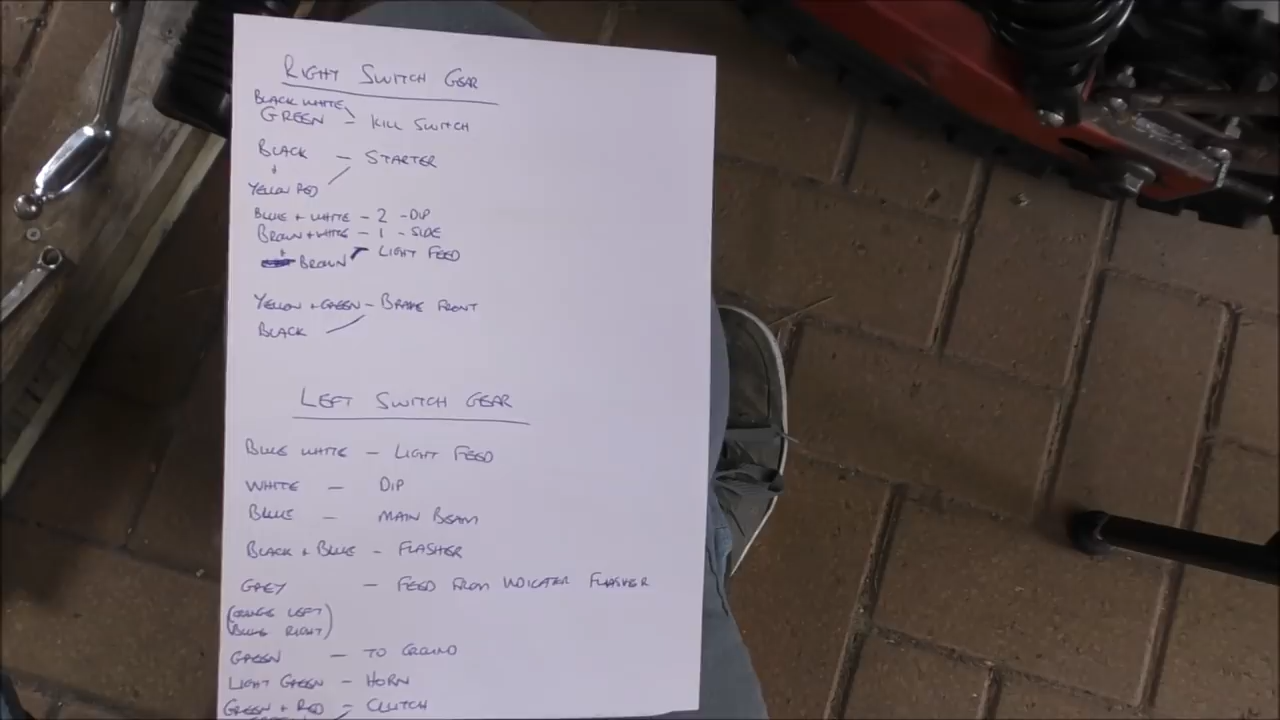 RIGHT SWITCH GEAR
BLACK WHITE
GREEN – KILL SWITCH
BLACK – STARTER
+
YELLOW RED
BLUE + WHITE – 2 – DIP
BROWN + WHITE – 1 – SIDE
+
BROWN LIGHT FEED
YELLOW + GREEN – BRAKE FRONT
BLACK
LEFT SWITCH GEAR
BLUE WHITE – LIGHT FEED
WHITE – DIP
BLUE – MAIN BEAM
BLACK + BLUE – FLASHER
GREY – FEED FROM INDICATER FLASHER
(ORANGE LEFT)
(BLUE RIGHT)
GREEN – TO GROUND
LIGHT GREEN – HORN
GREEN + RED – CLUTCH